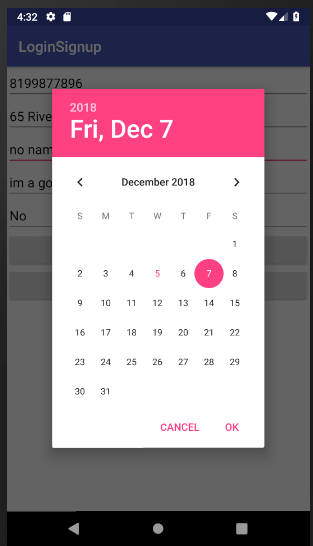 4:32
LoginSignup
8199877896
65 Rive
no nam
im a go
No
2018
Fri, Dec 7
December 2018
S M T W T F S
1
2 3 4 5 6 7 8
9 10 11 12 13 14 15
16 17 18 19 20 21 22
23 24 25 26 27 28 29
30 31
CANCEL OK